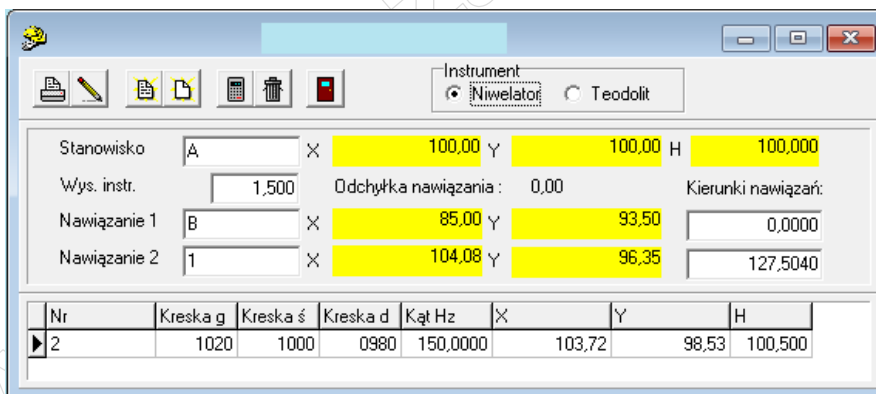 Instrument
Niwelator Teodolit
Stanowisko A X 100,00 Y 100,00 H 100,000
Wys. instr. 1,500 Odchyłka nawiązania : 0,00 Kierunki nawiązań:
Nawiązanie 1 B X 85,00 Y 93,50 0,0000
Nawiązanie 2 1 X 104,08 Y 96,35 127,5040
Nr Kreska g Kreska ś Kreska d Kąt Hz X Y H
2 1020 1000 0980 150,0000 103,72 98,53 100,500